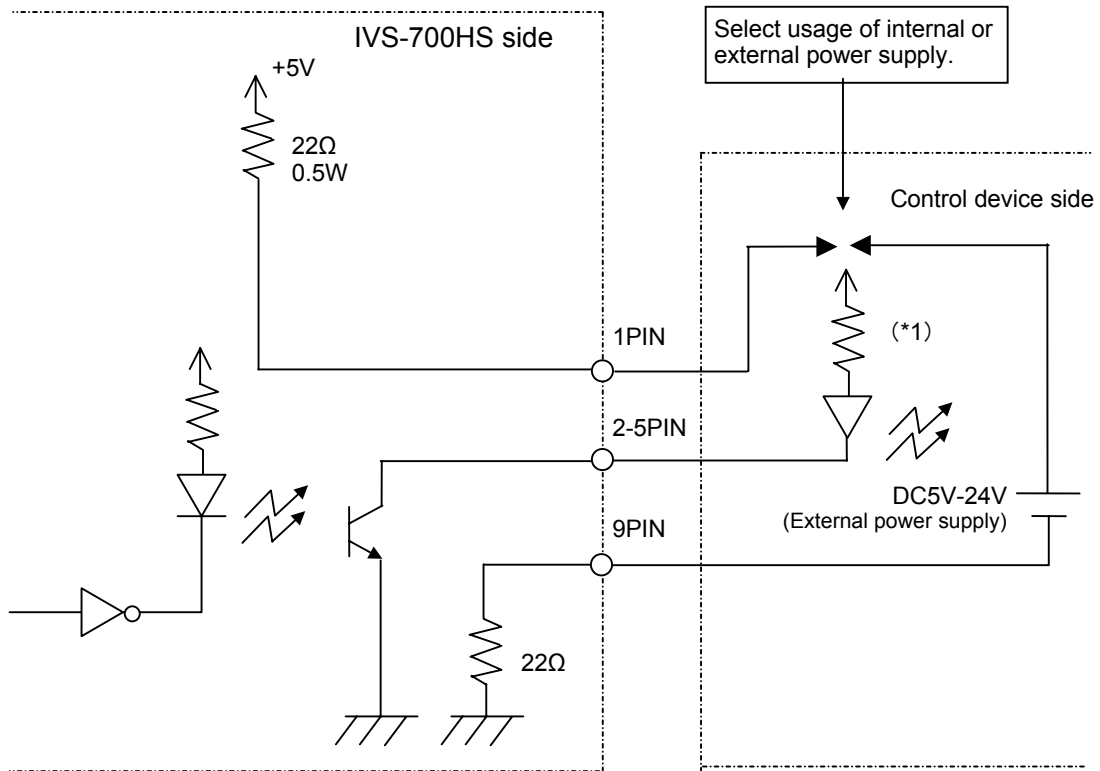 IVS-700HS side
Select usage of internal or
external power supply.
+5V
22Ω
0.5W
Control device side
1PIN
(*1)
2-5PIN
DC5V-24V
(External power supply)
9PIN
22Ω